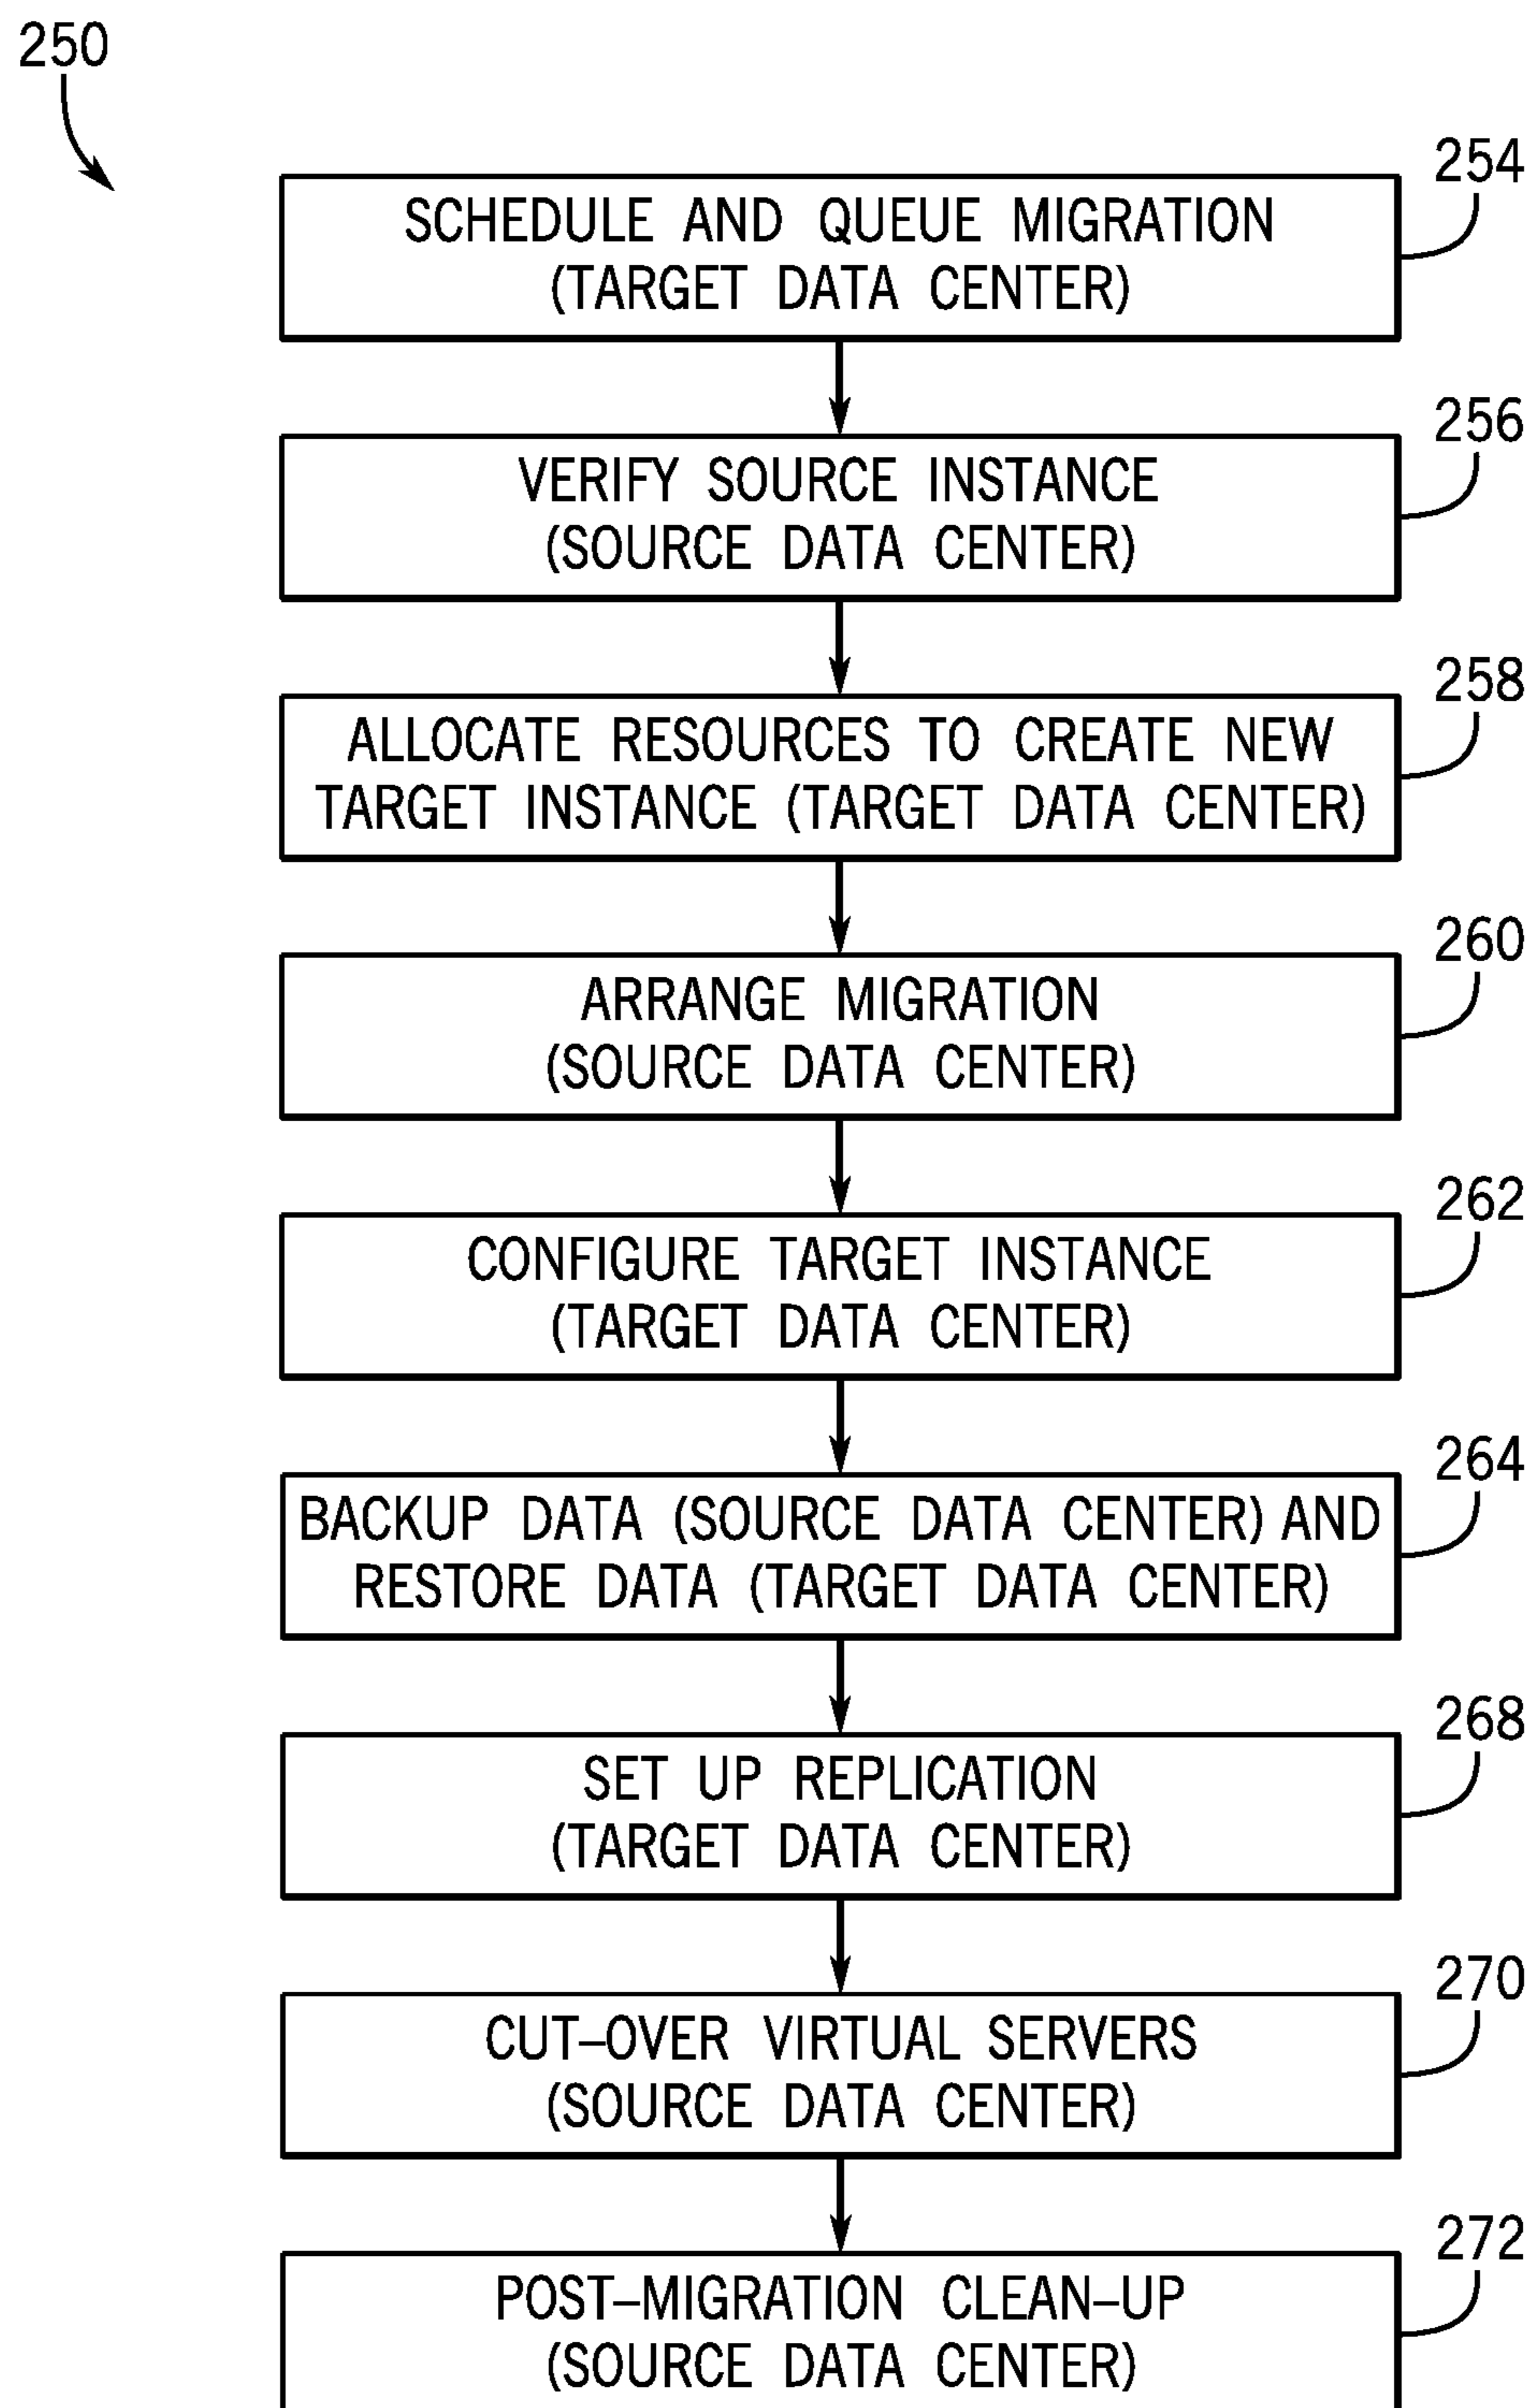 250
254
SCHEDULE AND QUEUE MIGRATION
(TARGET DATA CENTER)
256
VERIFY SOURCE INSTANCE
(SOURCE DATA CENTER)
258
ALLOCATE RESOURCES TO CREATE NEW
TARGET INSTANCE (TARGET DATA CENTER)
260
ARRANGE MIGRATION
(SOURCE DATA CENTER)
262
CONFIGURE TARGET INSTANCE
(TARGET DATA CENTER)
264
BACKUP DATA (SOURCE DATA CENTER) AND
RESTORE DATA (TARGET DATA CENTER)
268
SET UP REPLICATION
(TARGET DATA CENTER)
270
CUT–OVER VIRTUAL SERVERS
(SOURCE DATA CENTER)
272
POST–MIGRATION CLEAN–UP
(SOURCE DATA CENTER)